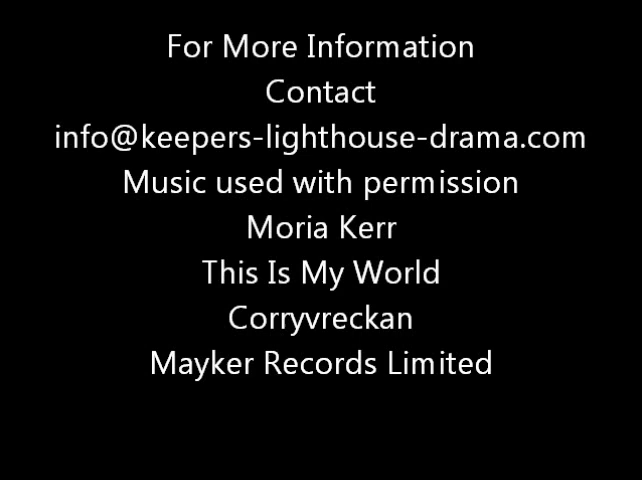 For More Information
Contact
info@keepers-lighthouse-drama.com
Music used with permission
Moria Kerr
This Is My World
Corryvreckan
Mayker Records Limited